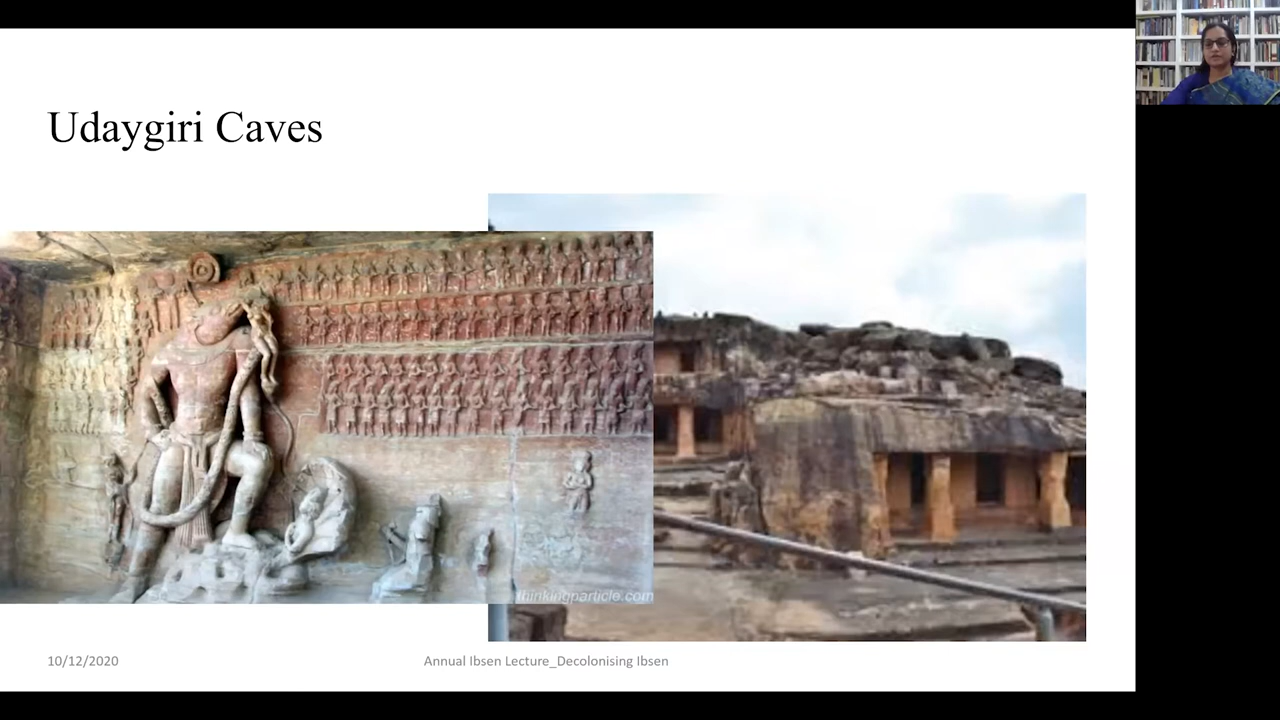 Udaygiri Caves
thinkingparticle.com
10/12/2020
Annual Ibsen Lecture_Decolonising Ibsen